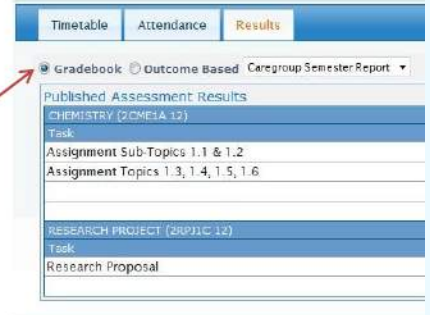 Timetable Attendance Results
Gradebook Outcome Based Caregroup Semester Report
Published Assessment Results
CHEMISTRY (2CME1A 12)
Task
Assignment Sub-Topics 1.1 & 1.2
Assignment Topics 1.3, 1.4, 1.5, 1.6
RESEARCH PROJECT (2RPJ1C 12)
Task
Research Proposal